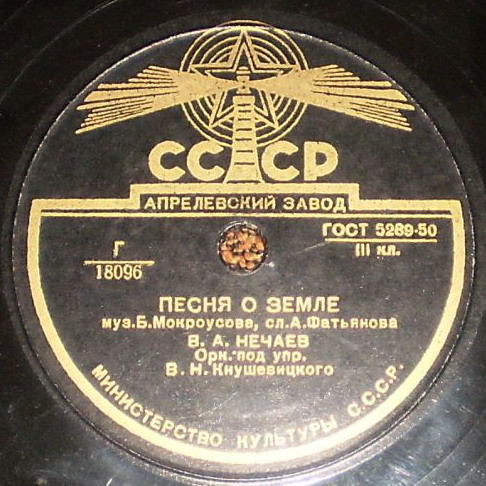 СССР
АПРЕЛЕВСКИЙ ЗАВОД
ГОСТ 5289-50
III кл.
Г
18096
ПЕСНЯ О ЗЕМЛЕ
муз. Б. Мокроусова, сл. А. Фатьянова
В. А. НЕЧАЕВ
Орк. под упр.
В. Н. Кнушевицкого
МИНИСТЕРСТВО КУЛЬТУРЫ С.С.С.Р.